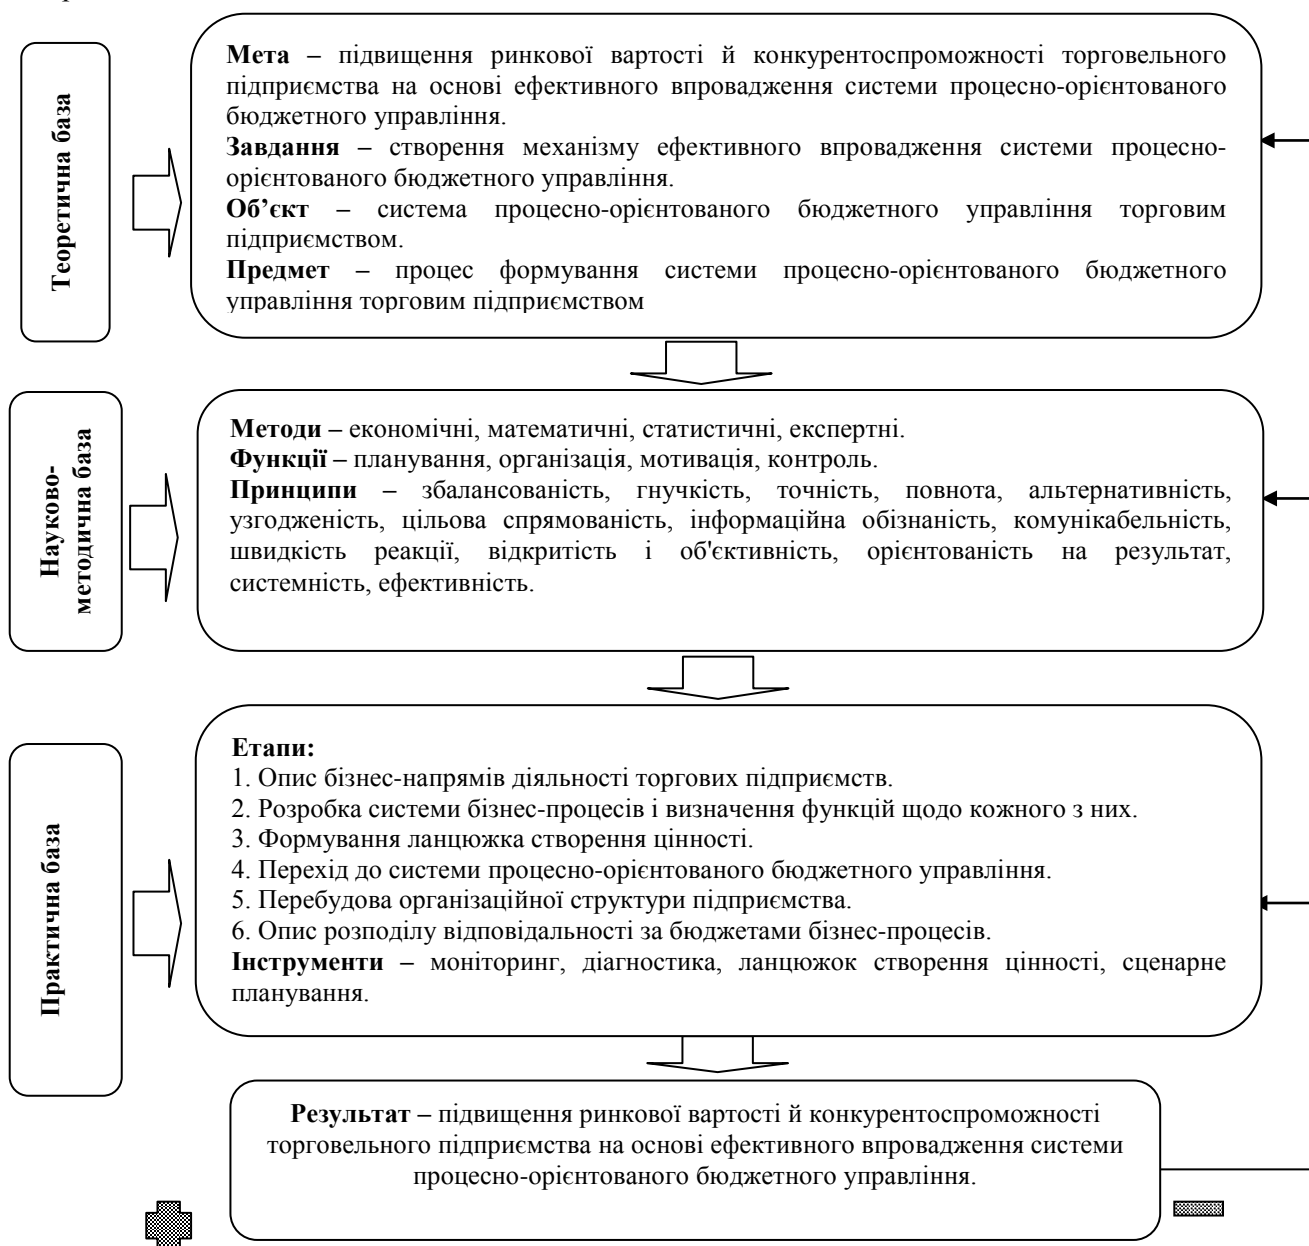 Теоретична база
Мета – підвищення ринкової вартості й конкурентоспроможності торговельного
підприємства на основі ефективного впровадження системи процесно-орієнтованого
бюджетного управління.
Завдання – створення механізму ефективного впровадження системи процесно-
орієнтованого бюджетного управління.
Об’єкт – система процесно-орієнтованого бюджетного управління торговим
підприємством.
Предмет – процес формування системи процесно-орієнтованого бюджетного
управління торговим підприємством
Науково-
методична база
Методи – економічні, математичні, статистичні, експертні.
Функції – планування, організація, мотивація, контроль.
Принципи – збалансованість, гнучкість, точність, повнота, альтернативність,
узгодженість, цільова спрямованість, інформаційна обізнаність, комунікабельність,
швидкість реакції, відкритість і об'єктивність, орієнтованість на результат,
системність, ефективність.
Практична база
Етапи:
1. Опис бізнес-напрямів діяльності торгових підприємств.
2. Розробка системи бізнес-процесів і визначення функцій щодо кожного з них.
3. Формування ланцюжка створення цінності.
4. Перехід до системи процесно-орієнтованого бюджетного управління.
5. Перебудова організаційної структури підприємства.
6. Опис розподілу відповідальності за бюджетами бізнес-процесів.
Інструменти – моніторинг, діагностика, ланцюжок створення цінності, сценарне
планування.
Результат – підвищення ринкової вартості й конкурентоспроможності
торговельного підприємства на основі ефективного впровадження системи
процесно-орієнтованого бюджетного управління.